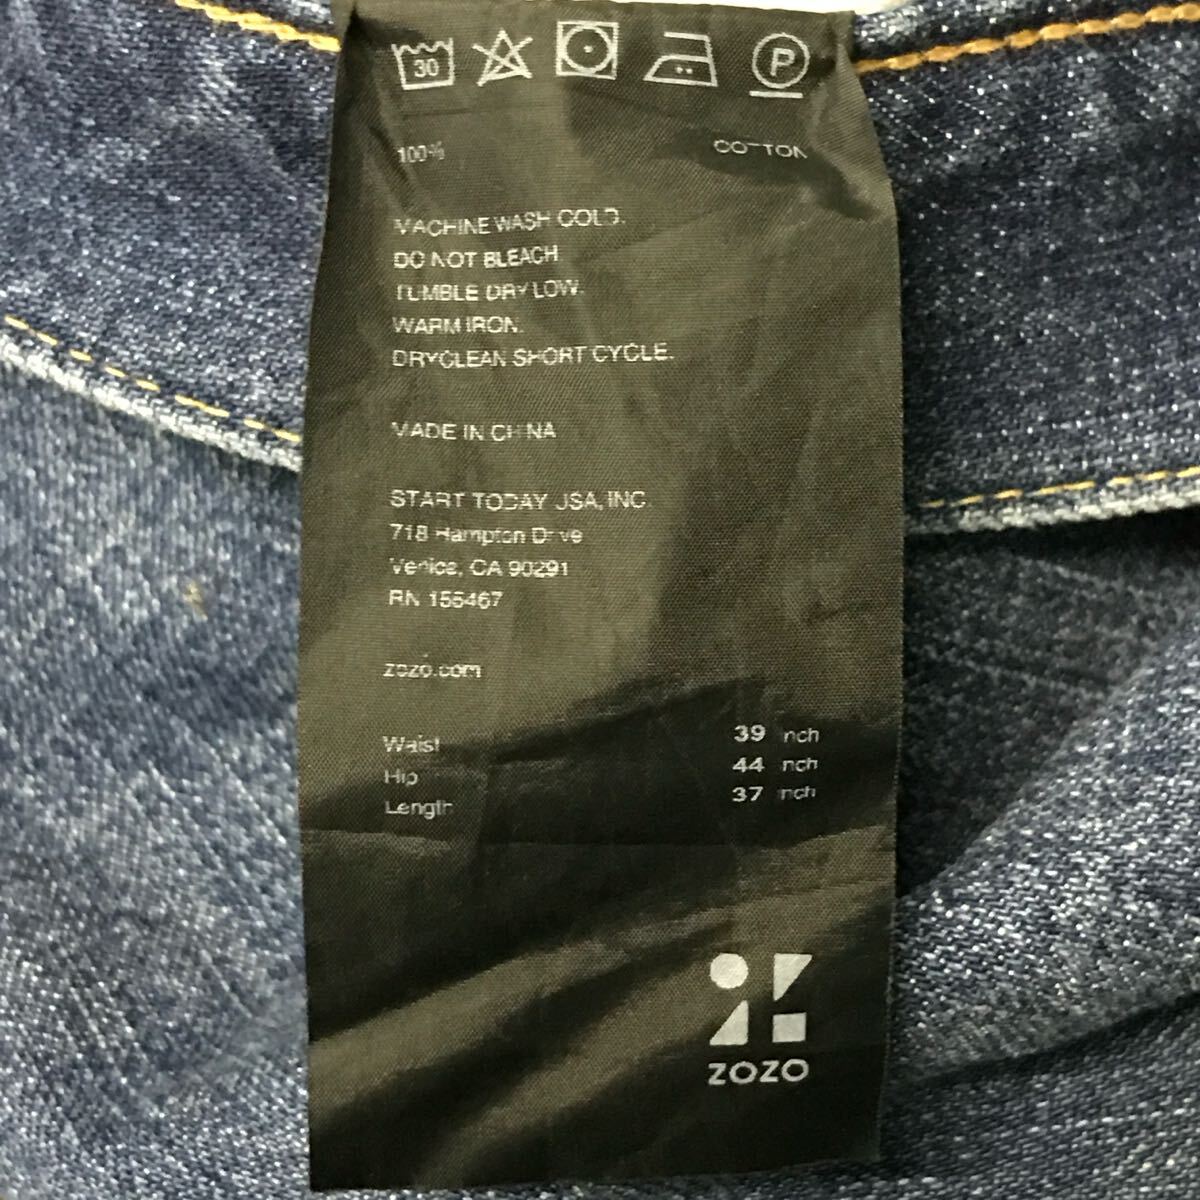 30 P
100% COTTON
MACHINE WASH COLD.
DO NOT BLEACH.
TUMBLE DRY LOW.
WARM IRON.
DRYCLEAN SHORT CYCLE.
MADE IN CHINA
START TODAY USA, INC.
718 Hampton Drive
Venice, CA 90291
RN 155467
zozo.com
Waist 39 inch
Hip 44 inch
Length 37 inch
ZOZO